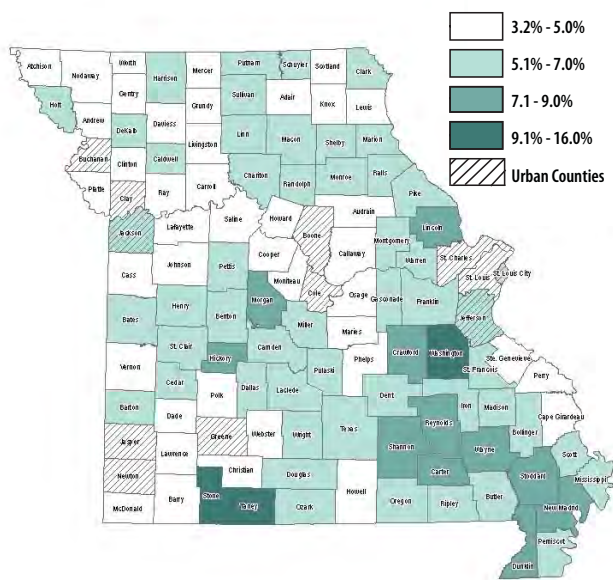 3.2% - 5.0%
5.1% - 7.0%
7.1 - 9.0%
9.1% - 16.0%
Urban Counties
Atchison
Nodaway
Worth
Harrison
Mercer
Putnam
Schuyler
Scotland
Clark
Holt
Gentry
Sullivan
Adair
Knox
Lewis
Andrew
Grundy
DeKalb
Daviess
Linn
Macon
Shelby
Marion
Buchanan
Clinton
Caldwell
Livingston
Chariton
Randolph
Monroe
Ralls
Platte
Clay
Ray
Carroll
Pike
Jackson
Lafayette
Saline
Howard
Boone
Audrain
Montgomery
Lincoln
Cass
Johnson
Pettis
Cooper
Callaway
Warren
St. Charles
St. Louis
St. Louis City
Moniteau
Cole
Osage
Gasconade
Franklin
Jefferson
Bates
Henry
Benton
Morgan
Miller
Maries
St. Clair
Hickory
Camden
Pulaski
Phelps
Crawford
Washington
Ste. Genevieve
St. Francois
Perry
Vernon
Cedar
Polk
Dallas
Laclede
Dent
Iron
Madison
Cape Girardeau
Barton
Dade
Texas
Reynolds
Bollinger
Jasper
Greene
Webster
Wright
Shannon
Wayne
Scott
Newton
Lawrence
Christian
Douglas
Carter
Stoddard
Mississippi
McDonald
Barry
Stone
Taney
Ozark
Howell
Oregon
Ripley
Butler
New Madrid
Pemiscot
Dunklin